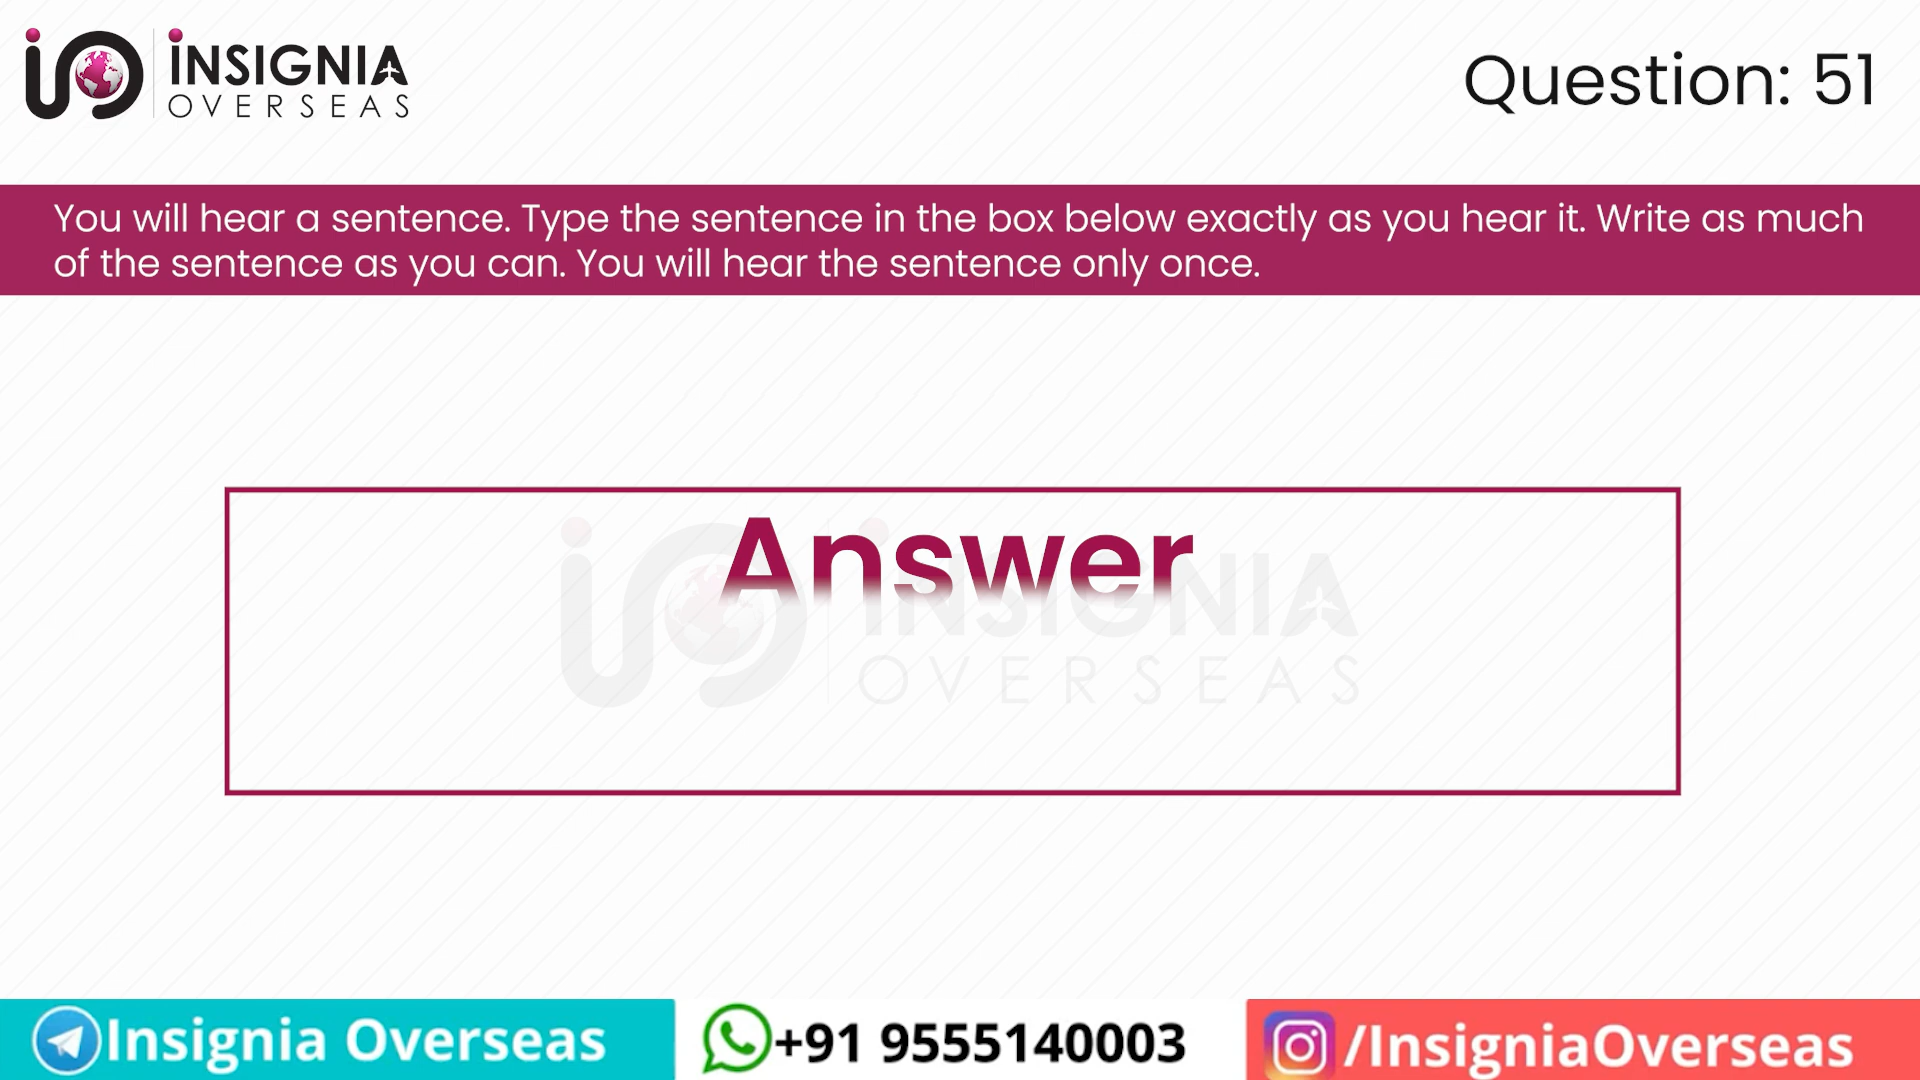 INSIGNIA
OVERSEAS
Question: 51
You will hear a sentence. Type the sentence in the box below exactly as you hear it. Write as much
of the sentence as you can. You will hear the sentence only once.
Answer
INSIGNIA
OVERSEAS
Insignia Overseas
+91 9555140003
/InsigniaOverseas